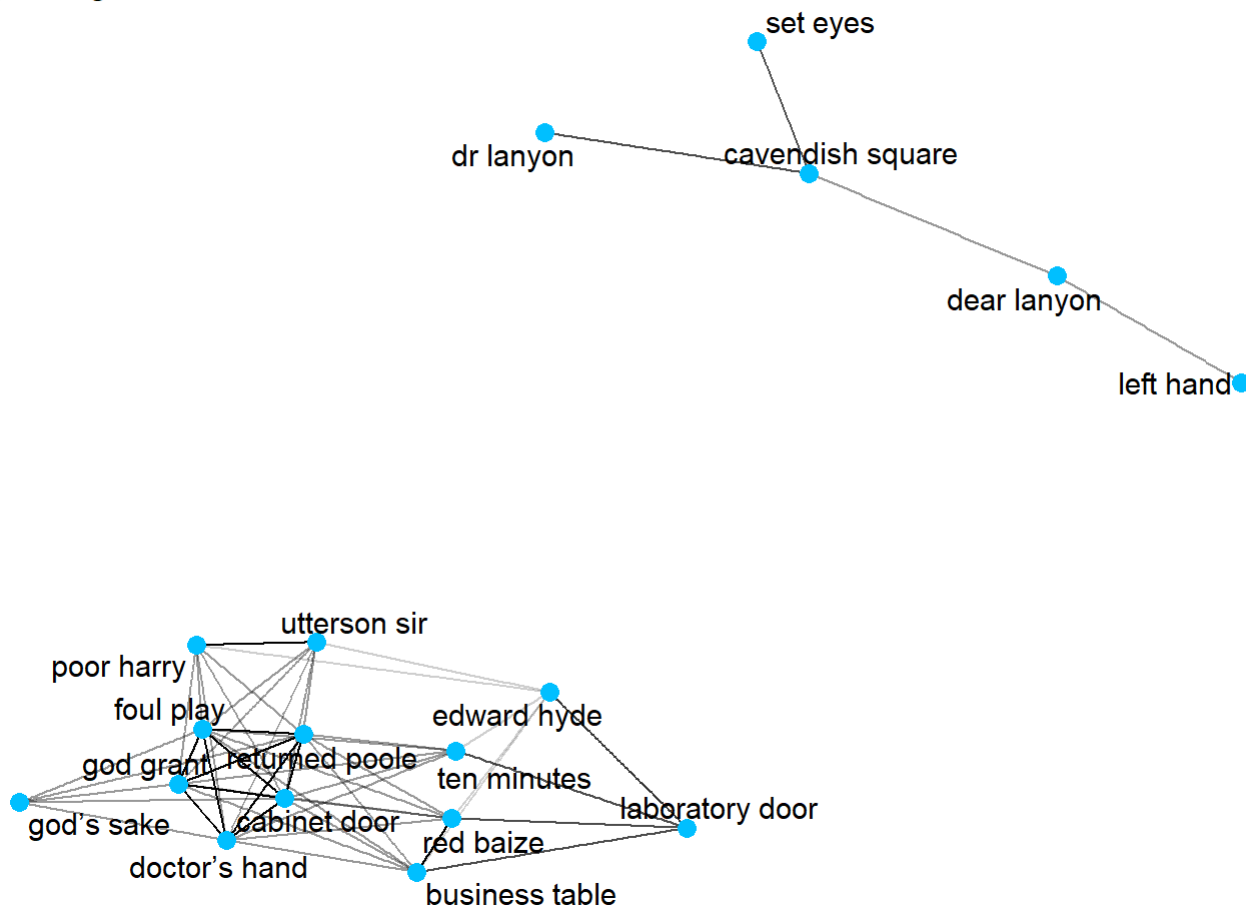 set eyes
dr lanyon
cavendish square
dear lanyon
left hand
utterson sir
poor harry
foul play
edward hyde
god grant
returned poole
ten minutes
god’s sake
cabinet door
laboratory door
doctor’s hand
red baize
business table